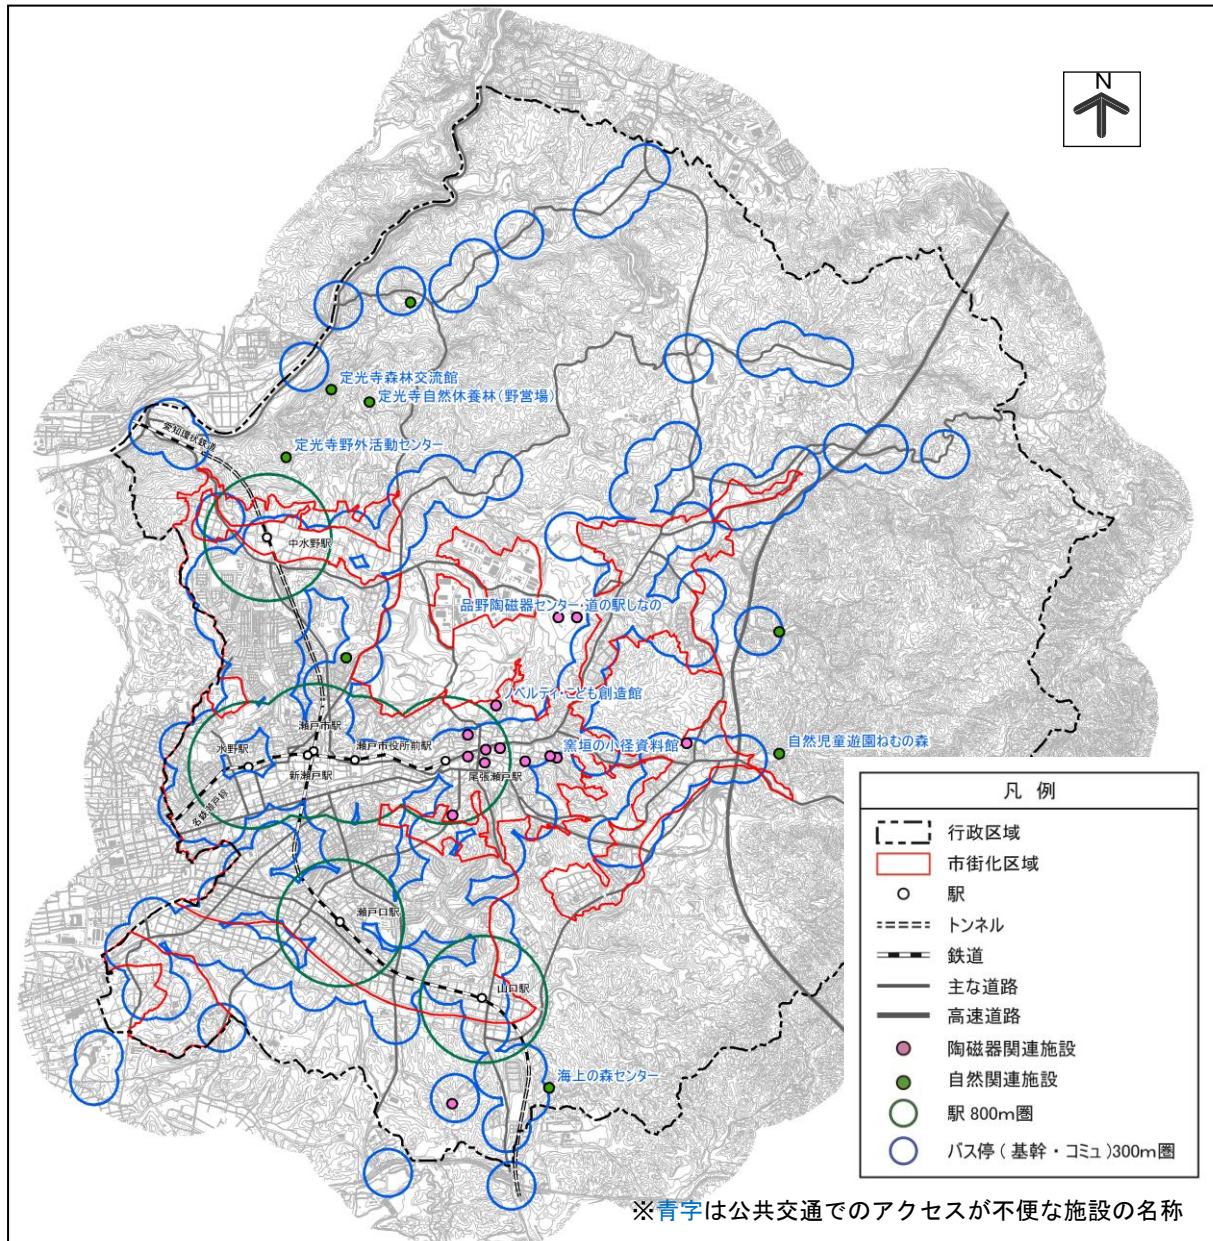 N
定光寺森林交流館
定光寺自然休養林(野営場)
愛知環状鉄道
定光寺野外活動センター
中水野駅
品野陶磁器センター・道の駅しなの
ノベルティ・こども創造館
瀬戸市駅
水野駅
瀬戸市役所前駅
窯垣の小径資料館
自然児童遊園ねむの森
新瀬戸駅
尾張瀬戸駅
名鉄瀬戸線
瀬戸口駅
山口駅
海上の森センター
凡 例
行政区域
市街化区域
駅
トンネル
鉄道
主な道路
高速道路
陶磁器関連施設
自然関連施設
駅 800m圏
バス停(基幹・コミュ)300m圏
※青字は公共交通でのアクセスが不便な施設の名称